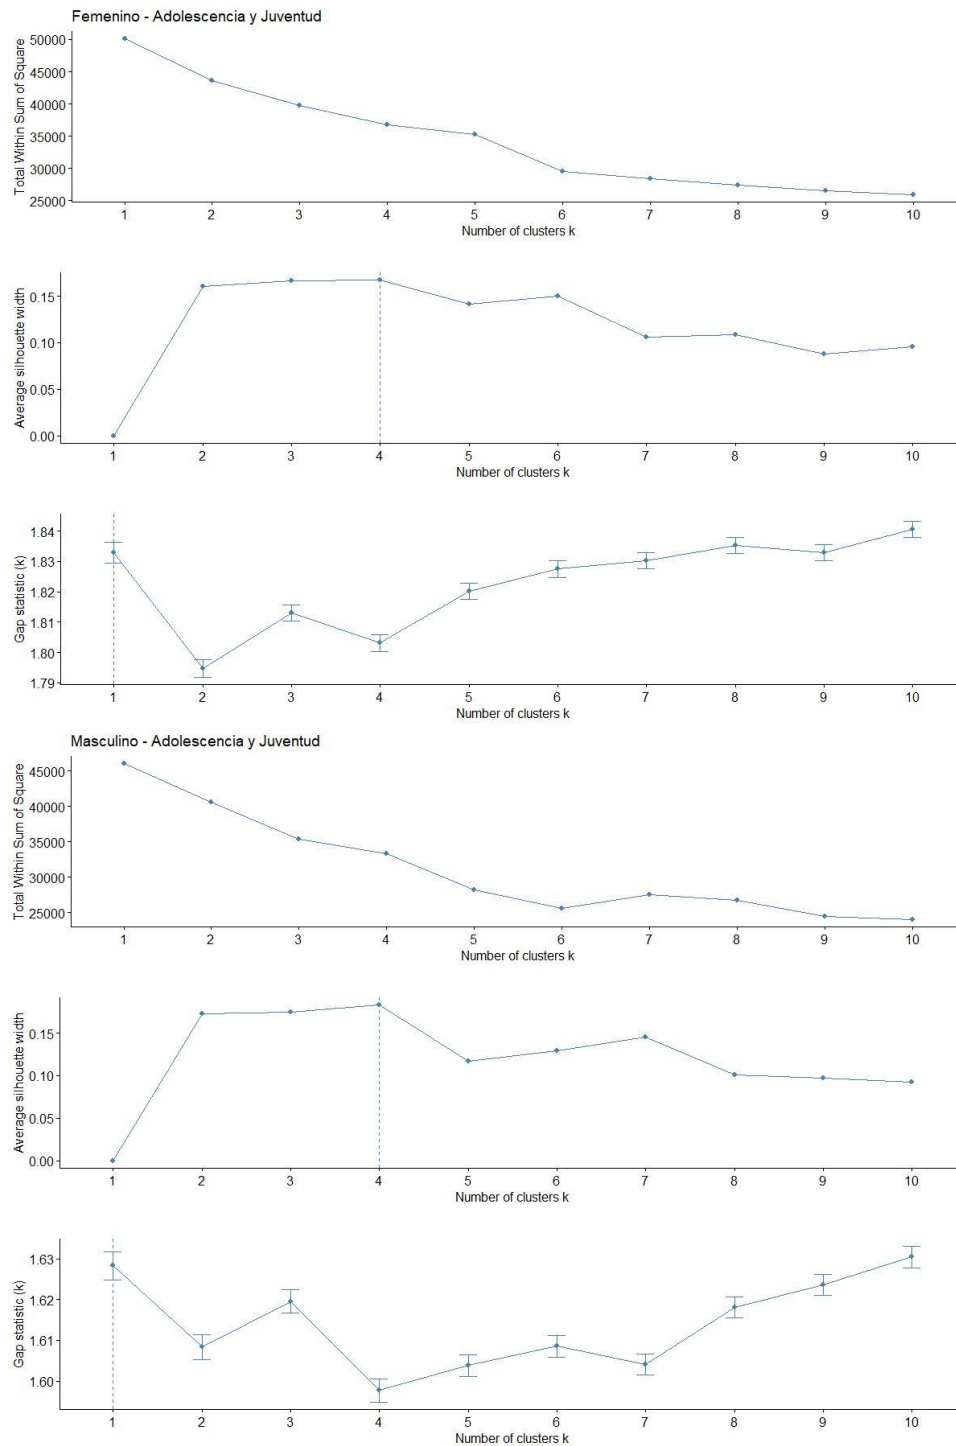 Femenino - Adolescencia y Juventud
Total Within Sum of Square
50000
45000
40000
35000
30000
25000
1 2 3 4 5 6 7 8 9 10
Number of clusters k
Average silhouette width
0.15
0.10
0.05
0.00
1 2 3 4 5 6 7 8 9 10
Number of clusters k
Gap statistic (k)
1.84
1.83
1.82
1.81
1.80
1.79
1 2 3 4 5 6 7 8 9 10
Number of clusters k
Masculino - Adolescencia y Juventud
Total Within Sum of Square
45000
40000
35000
30000
25000
1 2 3 4 5 6 7 8 9 10
Number of clusters k
Average silhouette width
0.15
0.10
0.05
0.00
1 2 3 4 5 6 7 8 9 10
Number of clusters k
Gap statistic (k)
1.63
1.62
1.61
1.60
1 2 3 4 5 6 7 8 9 10
Number of clusters k